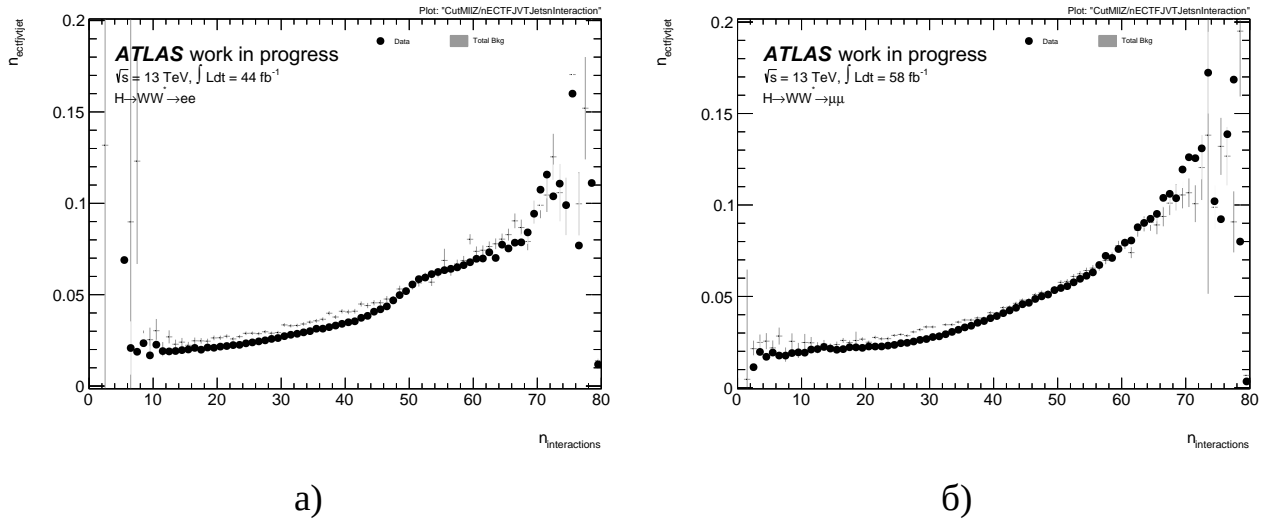 Plot: "CutMllZ/nECTFJVTJetsnInteraction"
n_ectfjvtjet
ATLAS work in progress
Data
Total Bkg
√s = 13 TeV, ∫ Ldt = 44 fb⁻¹
H→WW*→ee
0.2
0.15
0.1
0.05
0
0 10 20 30 40 50 60 70 80
n_interactions
а)
Plot: "CutMllZ/nECTFJVTJetsnInteraction"
n_ectfjvtjet
ATLAS work in progress
Data
Total Bkg
√s = 13 TeV, ∫ Ldt = 58 fb⁻¹
H→WW*→μμ
0.2
0.15
0.1
0.05
0
0 10 20 30 40 50 60 70 80
n_interactions
б)